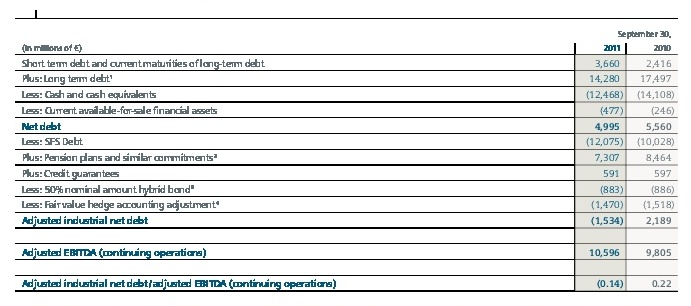 September 30,
(in millions of €) 2011 2010
Short term debt and current maturities of long-term debt 3,660 2,416
Plus: Long term debt¹ 14,280 17,497
Less: Cash and cash equivalents (12,468) (14,108)
Less: Current available-for-sale financial assets (477) (246)
Net debt 4,995 5,560
Less: SFS Debt (12,075) (10,028)
Plus: Pension plans and similar commitments² 7,307 8,464
Plus: Credit guarantees 591 597
Less: 50% nominal amount hybrid bond³ (883) (886)
Less: Fair value hedge accounting adjustment⁴ (1,470) (1,518)
Adjusted industrial net debt (1,534) 2,189
Adjusted EBITDA (continuing operations) 10,596 9,805
Adjusted industrial net debt/adjusted EBITDA (continuing operations) (0.14) 0.22